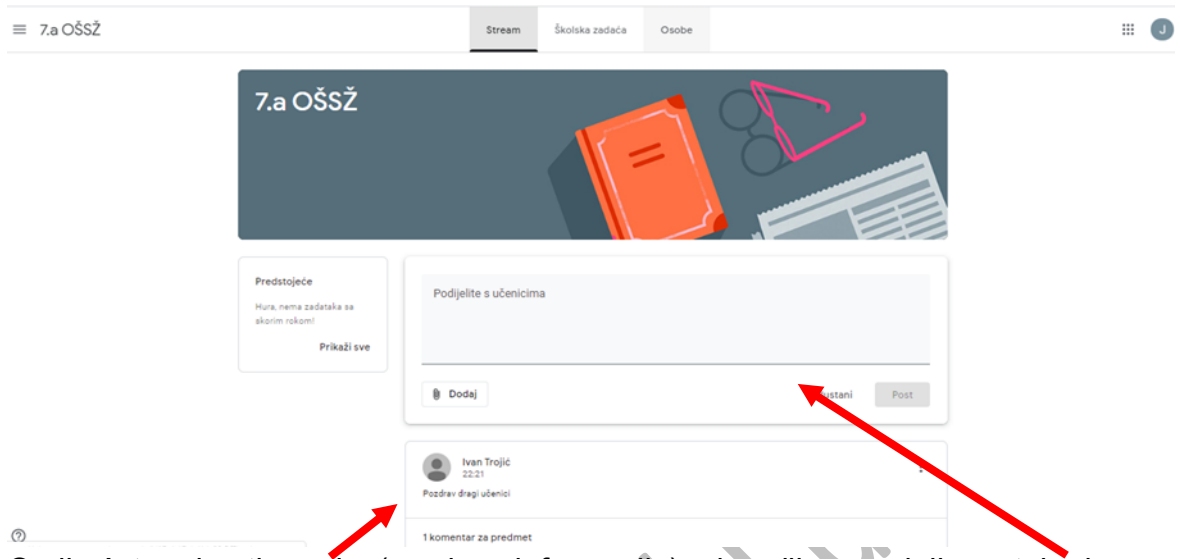 7.a OŠSŽ
Stream Školska zadaća Osobe
J
7.a OŠSŽ
Predstojeće
Hura, nema zadataka sa
skorim rokom!
Prikaži sve
Podijelite s učenicima
Dodaj
Post
Ivan Trojić
22:21
Pozdrav dragi učenici
1 komentar za predmet